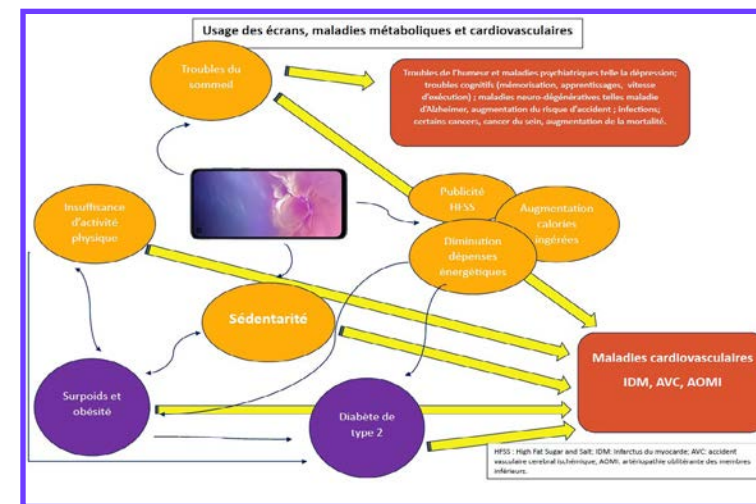 Usage des écrans, maladies métaboliques et cardiovasculaires
Troubles du
sommeil
Troubles de l'humeur et maladies psychiatriques telle la dépression;
troubles cognitifs (mémorisation, apprentissages, vitesse
d'exécution) ; maladies neuro-dégénératives telles maladie
d'Alzheimer, augmentation du risque d'accident ; infections;
certains cancers, cancer du sein, augmentation de la mortalité.
Publicité
HFSS
Insuffisance
d'activité
physique
Augmentation
calories
ingérées
Diminution
dépenses
énergétiques
Sédentarité
Maladies cardiovasculaires
IDM, AVC, AOMI
Surpoids et
obésité
Diabète de
type 2
HFSS : High Fat Sugar and Salt; IDM: infarctus du myocarde; AVC: accident
vasculaire cérébral ischémique, AOMI: artériopathie oblitérante des membres
inférieurs.